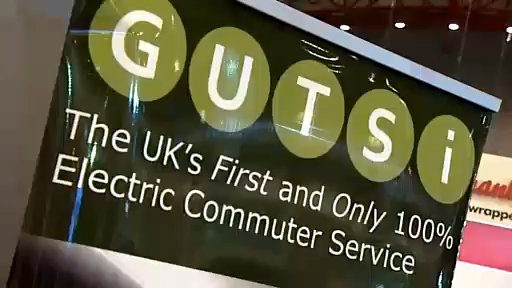 GUTSi
The UK's First and Only 100%
Electric Commuter Service